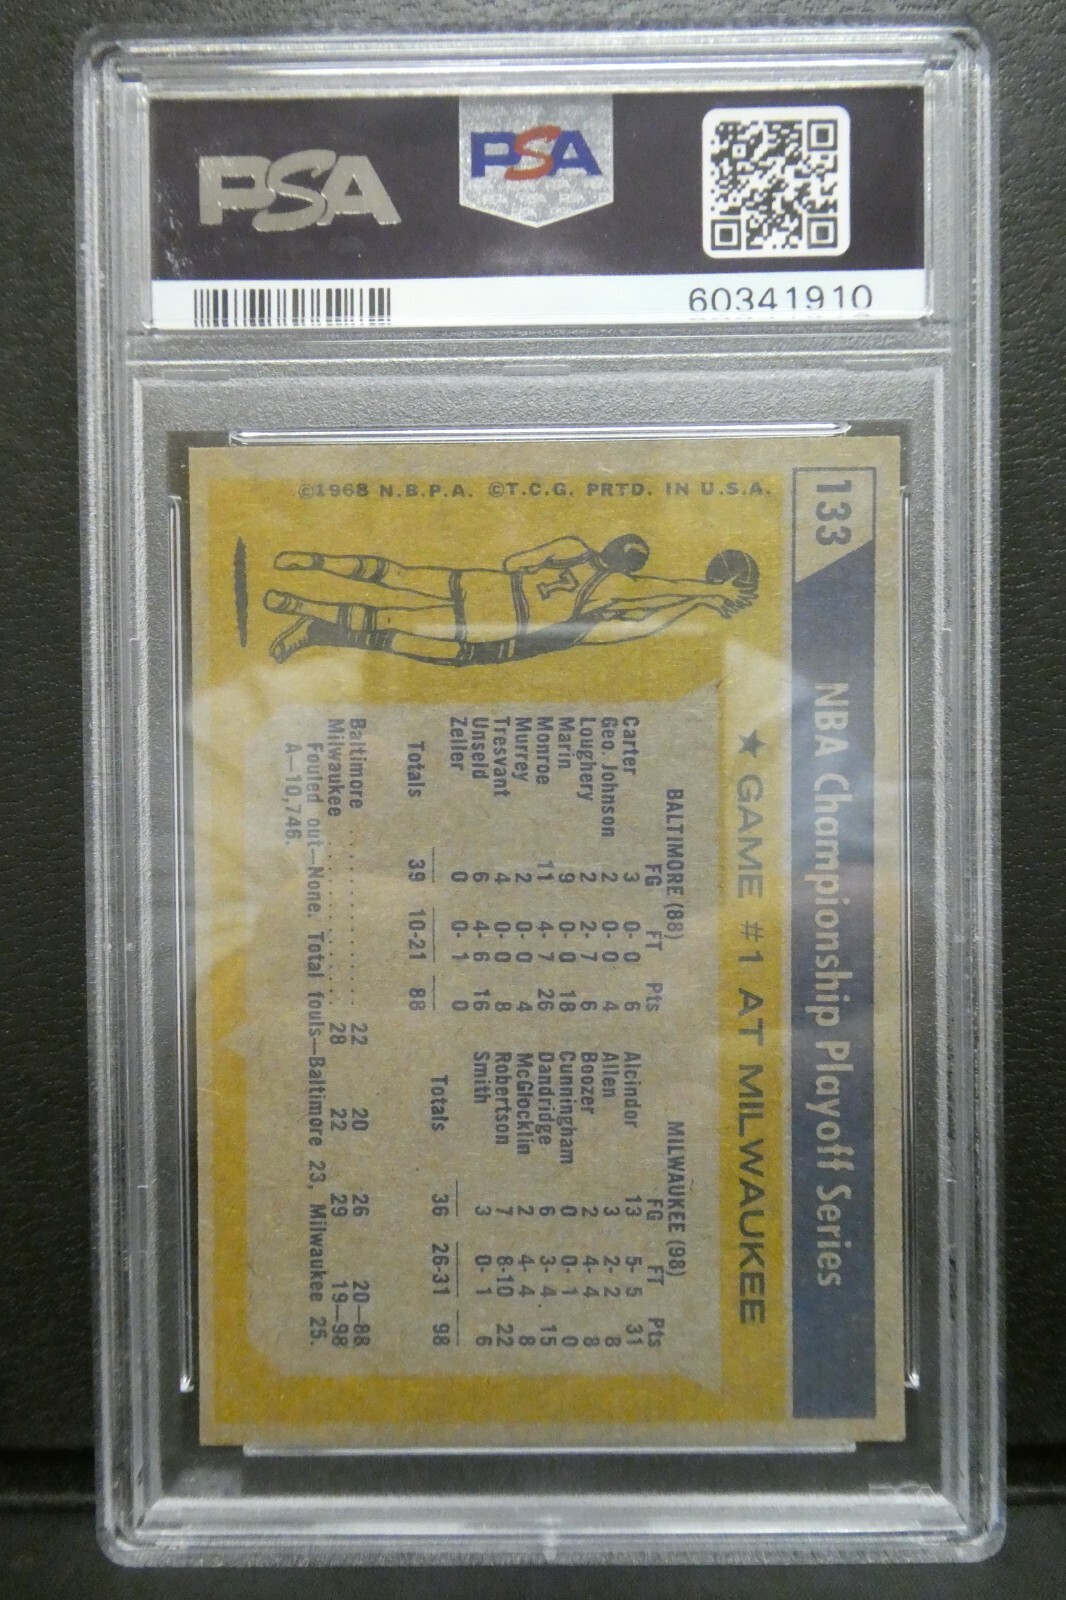 PSA
PSA
60341910
133
NBA Championship Playoff Series
★ GAME #1 AT MILWAUKEE
BALTIMORE (88)
FG FT Pts
Carter 3 0- 0 6
Geo. Johnson 2 0- 0 4
Loughery 2 2- 7 6
Marin 9 0- 0 18
Monroe 11 4- 7 26
Murrey 2 0- 0 4
Tresvant 4 0- 0 8
Unseld 6 4- 6 16
Zeller 0 0- 1 0
Totals 39 10-21 88
MILWAUKEE (98)
FG FT Pts
Alcindor 13 5- 5 31
Allen 3 2- 2 8
Boozer 2 4- 4 8
Cunningham 0 0- 1 0
Dandridge 6 3- 4 15
McGlocklin 2 4- 4 8
Robertson 7 8-10 22
Smith 3 0- 1 6
Totals 36 26-31 98
Baltimore .............. 22 20 26 20—88
Milwaukee .............. 28 22 29 19—98
Fouled out—None. Total fouls—Baltimore 23, Milwaukee 25.
A—10,746.
7
©1968 N.B.P.A. ©T.C.G. PRTD. IN U.S.A.